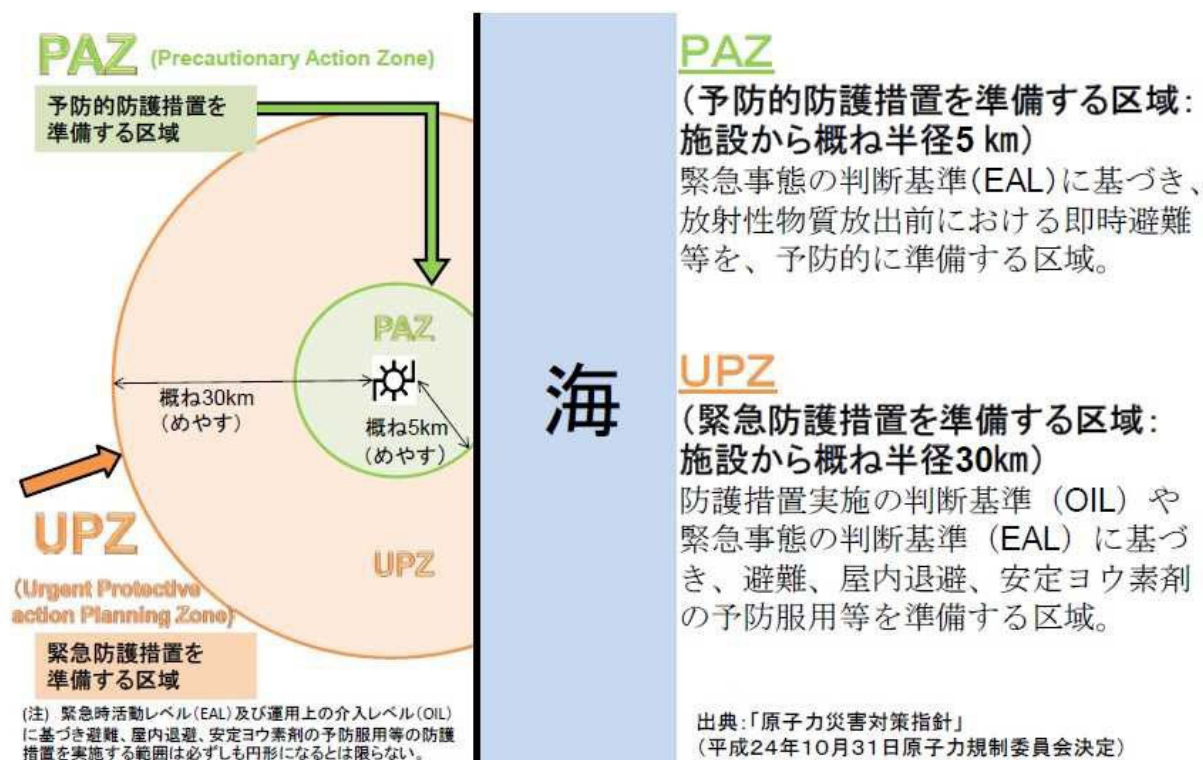 PAZ (Precautionary Action Zone)
予防的防護措置を
準備する区域
PAZ
概ね30km
(めやす)
概ね5km
(めやす)
UPZ
UPZ
(Urgent Protective
action Planning Zone)
緊急防護措置を
準備する区域
(注) 緊急時活動レベル(EAL)及び運用上の介入レベル(OIL)
に基づき避難、屋内退避、安定ヨウ素剤の予防服用等の防護
措置を実施する範囲は必ずしも円形になるとは限らない。
海
PAZ
(予防的防護措置を準備する区域:
施設から概ね半径5 km)
緊急事態の判断基準(EAL)に基づき、
放射性物質放出前における即時避難
等を、予防的に準備する区域。
UPZ
(緊急防護措置を準備する区域:
施設から概ね半径30km)
防護措置実施の判断基準（OIL）や
緊急事態の判断基準（EAL）に基づ
き、避難、屋内退避、安定ヨウ素剤
の予防服用等を準備する区域。
出典:「原子力災害対策指針」
(平成24年10月31日原子力規制委員会決定)